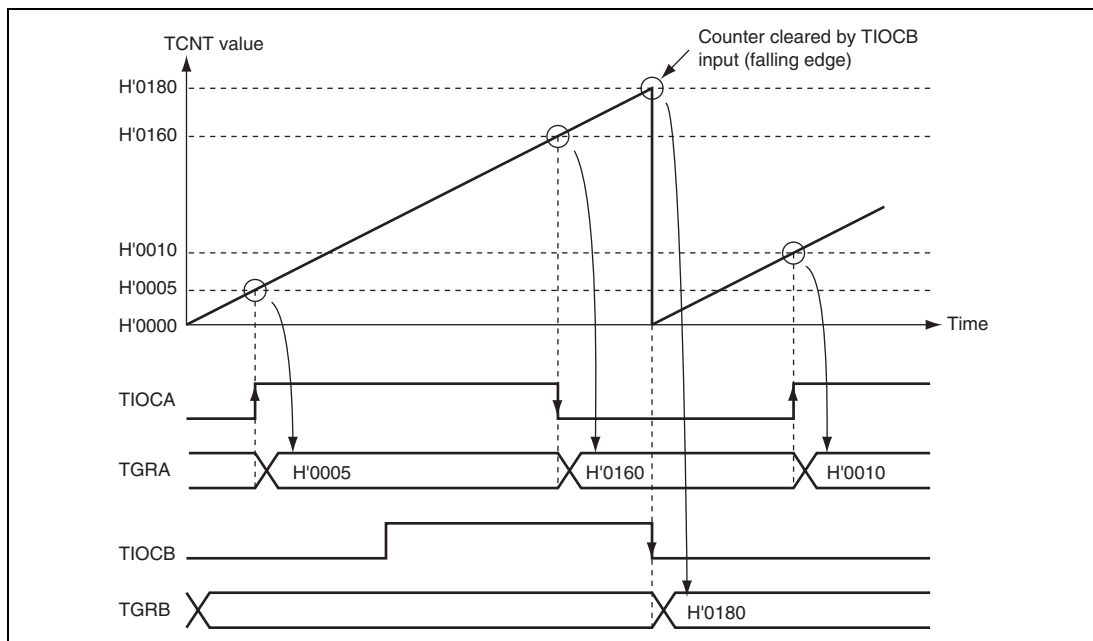 TCNT value
Counter cleared by TIOCB
input (falling edge)
H'0180
H'0160
H'0010
H'0005
H'0000
Time
TIOCA
TGRA
H'0005
H'0160
H'0010
TIOCB
TGRB
H'0180